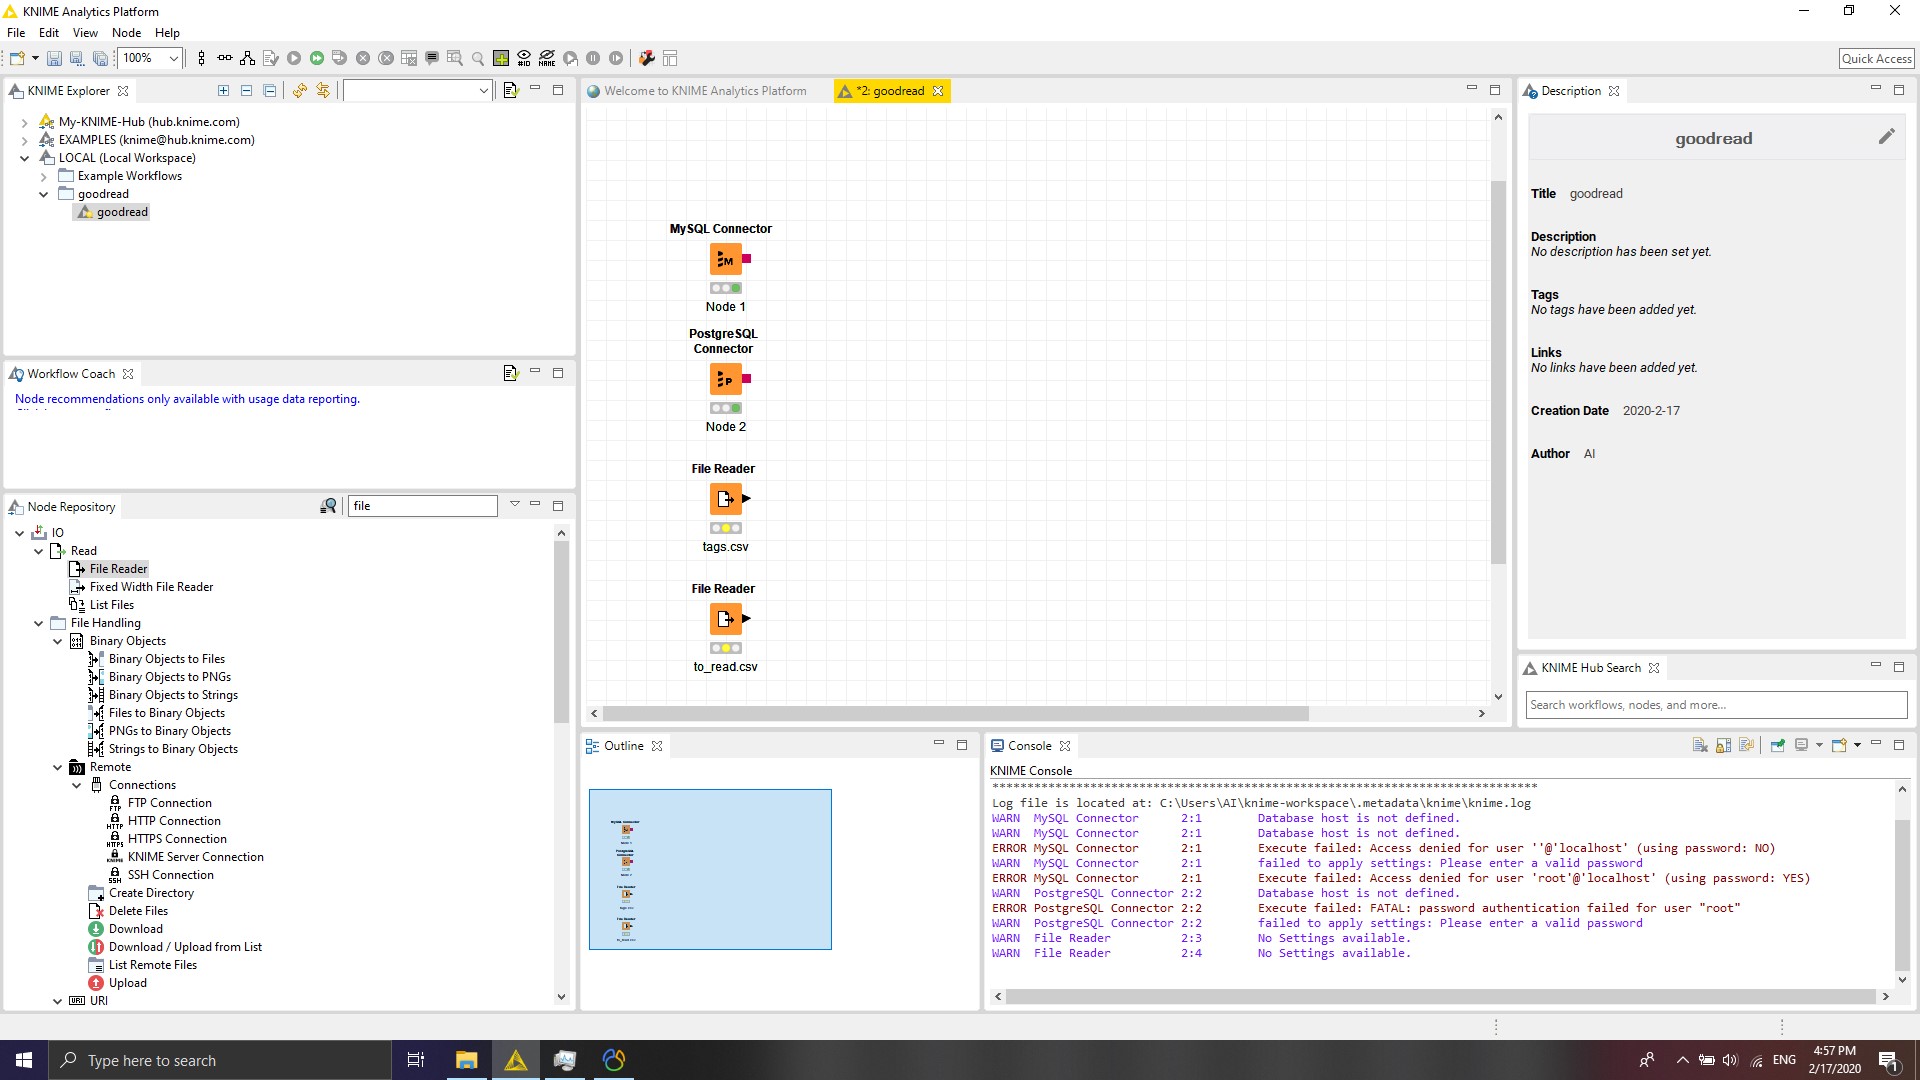 KNIME Analytics Platform
File Edit View Node Help
100%
Quick Access
KNIME Explorer
My-KNIME-Hub (hub.knime.com)
EXAMPLES (knime@hub.knime.com)
LOCAL (Local Workspace)
Example Workflows
goodread
goodread
Workflow Coach
Node recommendations only available with usage data reporting.
Node Repository
file
IO
Read
File Reader
Fixed Width File Reader
List Files
File Handling
Binary Objects
Binary Objects to Files
Binary Objects to PNGs
Binary Objects to Strings
Files to Binary Objects
PNGs to Binary Objects
Strings to Binary Objects
Remote
Connections
FTP Connection
HTTP Connection
HTTPS Connection
KNIME Server Connection
SSH Connection
Create Directory
Delete Files
Download
Download / Upload from List
List Remote Files
Upload
URI
Welcome to KNIME Analytics Platform
*2: goodread
MySQL Connector
Node 1
PostgreSQL
Connector
Node 2
File Reader
tags.csv
File Reader
to_read.csv
Outline
Console
KNIME Console
Log file is located at: C:\Users\AI\knime-workspace\.metadata\knime\knime.log
WARN MySQL Connector 2:1 Database host is not defined.
WARN MySQL Connector 2:1 Database host is not defined.
ERROR MySQL Connector 2:1 Execute failed: Access denied for user ''@'localhost' (using password: NO)
WARN MySQL Connector 2:1 failed to apply settings: Please enter a valid password
ERROR MySQL Connector 2:1 Execute failed: Access denied for user 'root'@'localhost' (using password: YES)
WARN PostgreSQL Connector 2:2 Database host is not defined.
ERROR PostgreSQL Connector 2:2 Execute failed: FATAL: password authentication failed for user "root"
WARN PostgreSQL Connector 2:2 failed to apply settings: Please enter a valid password
WARN File Reader 2:3 No Settings available.
WARN File Reader 2:4 No Settings available.
Description
goodread
Title goodread
Description
No description has been set yet.
Tags
No tags have been added yet.
Links
No links have been added yet.
Creation Date 2020-2-17
Author AI
KNIME Hub Search
Search workflows, nodes, and more...
Type here to search
ENG
4:57 PM
2/17/2020
1